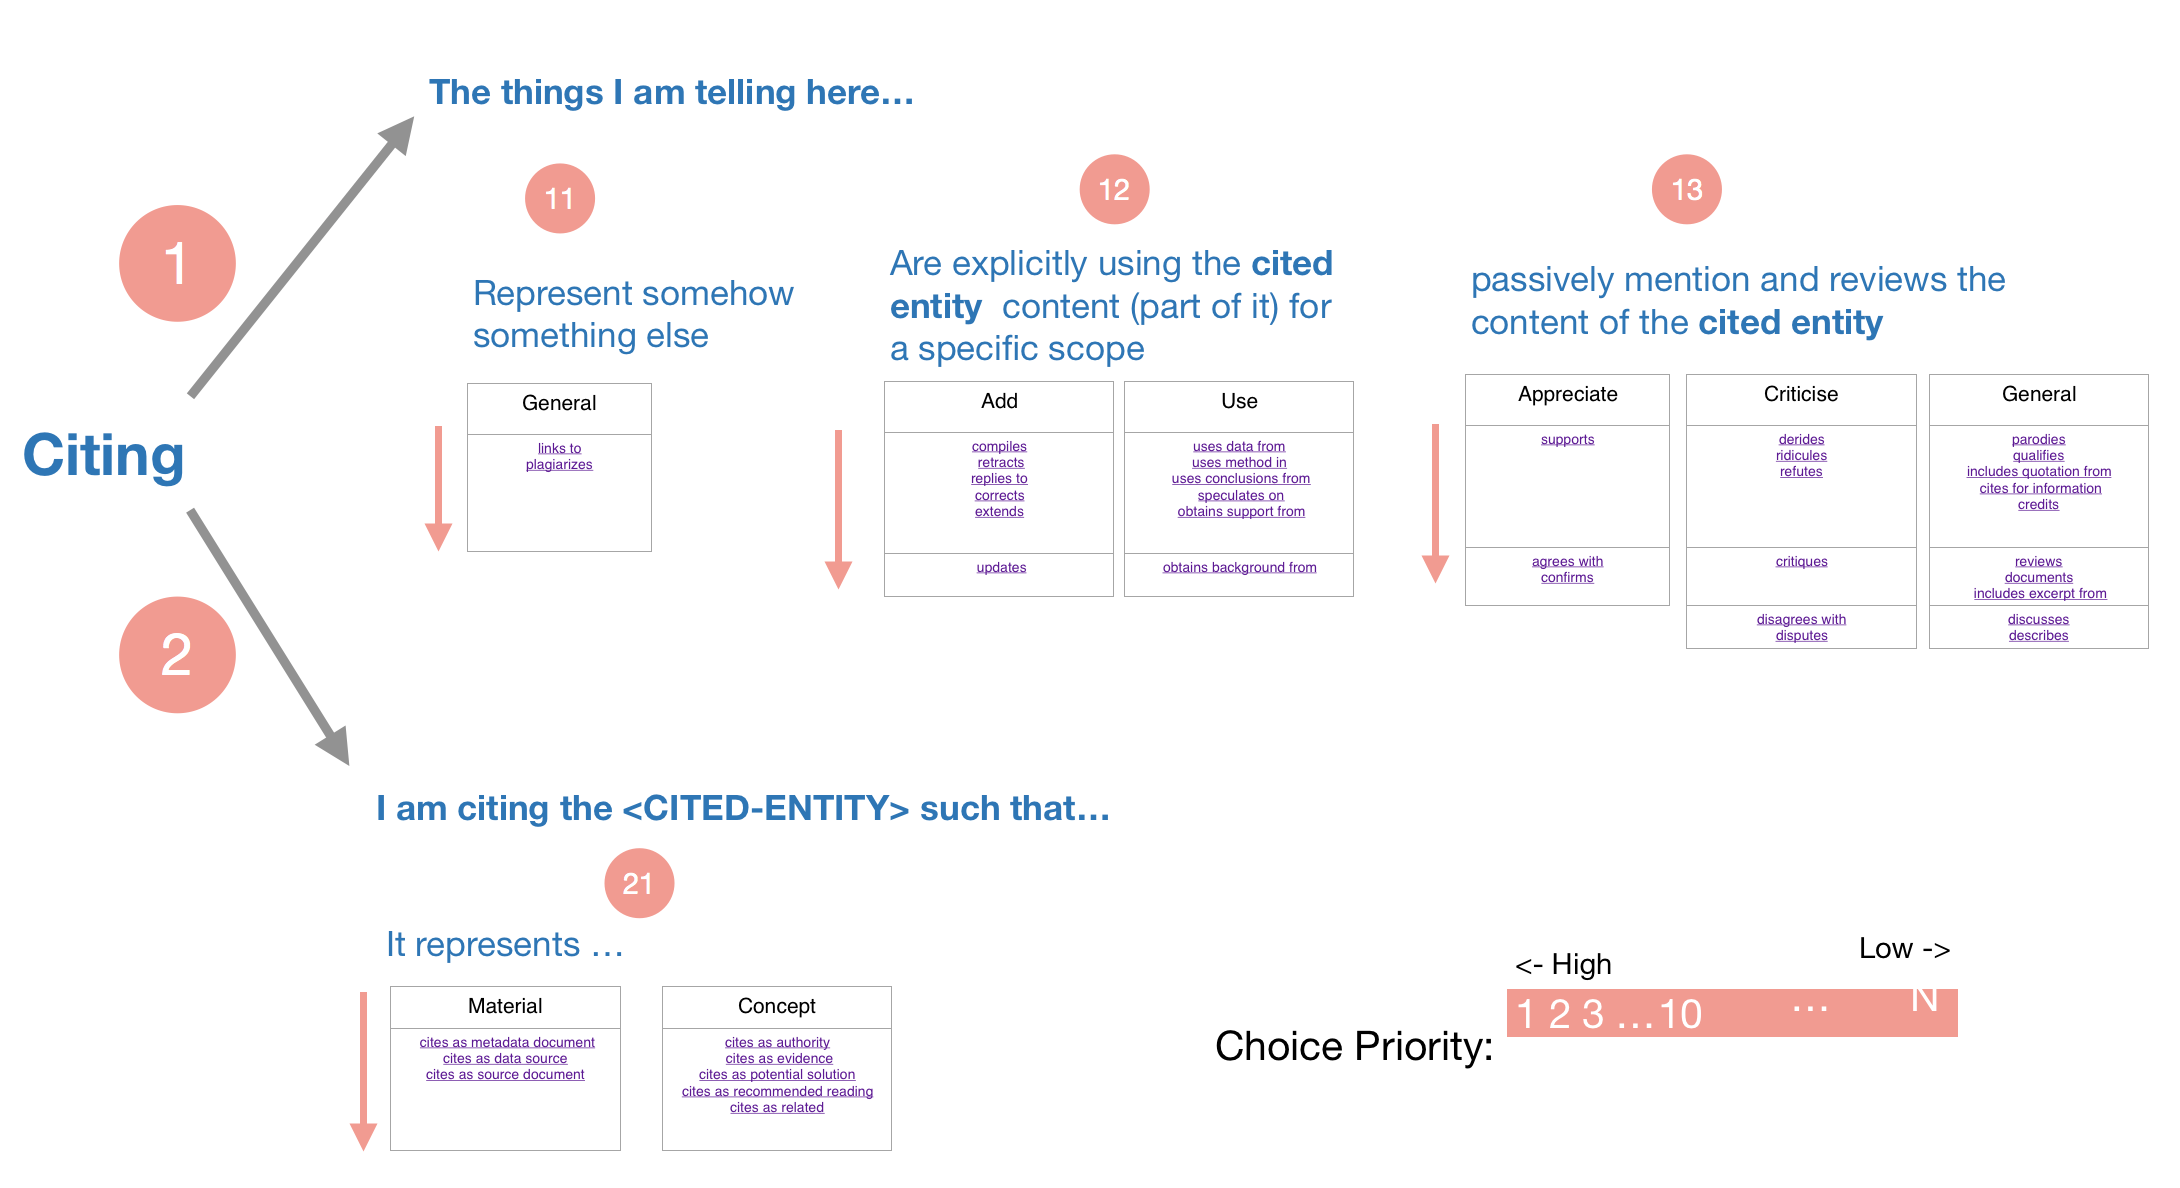 The things I am telling here…
1
11
12
13
Represent somehow
something else
Are explicitly using the cited
entity content (part of it) for
a specific scope
passively mention and reviews the
content of the cited entity
Citing
General
links to
plagiarizes
Add
compiles
retracts
replies to
corrects
extends
updates
Use
uses data from
uses method in
uses conclusions from
speculates on
obtains support from
obtains background from
Appreciate
supports
agrees with
confirms
Criticise
derides
ridicules
refutes
critiques
disagrees with
disputes
General
parodies
qualifies
includes quotation from
cites for information
credits
reviews
documents
includes excerpt from
discusses
describes
2
I am citing the <CITED-ENTITY> such that…
21
It represents …
Material
cites as metadata document
cites as data source
cites as source document
Concept
cites as authority
cites as evidence
cites as potential solution
cites as recommended reading
cites as related
Choice Priority:
<- High
Low ->
1 2 3 …10 … N